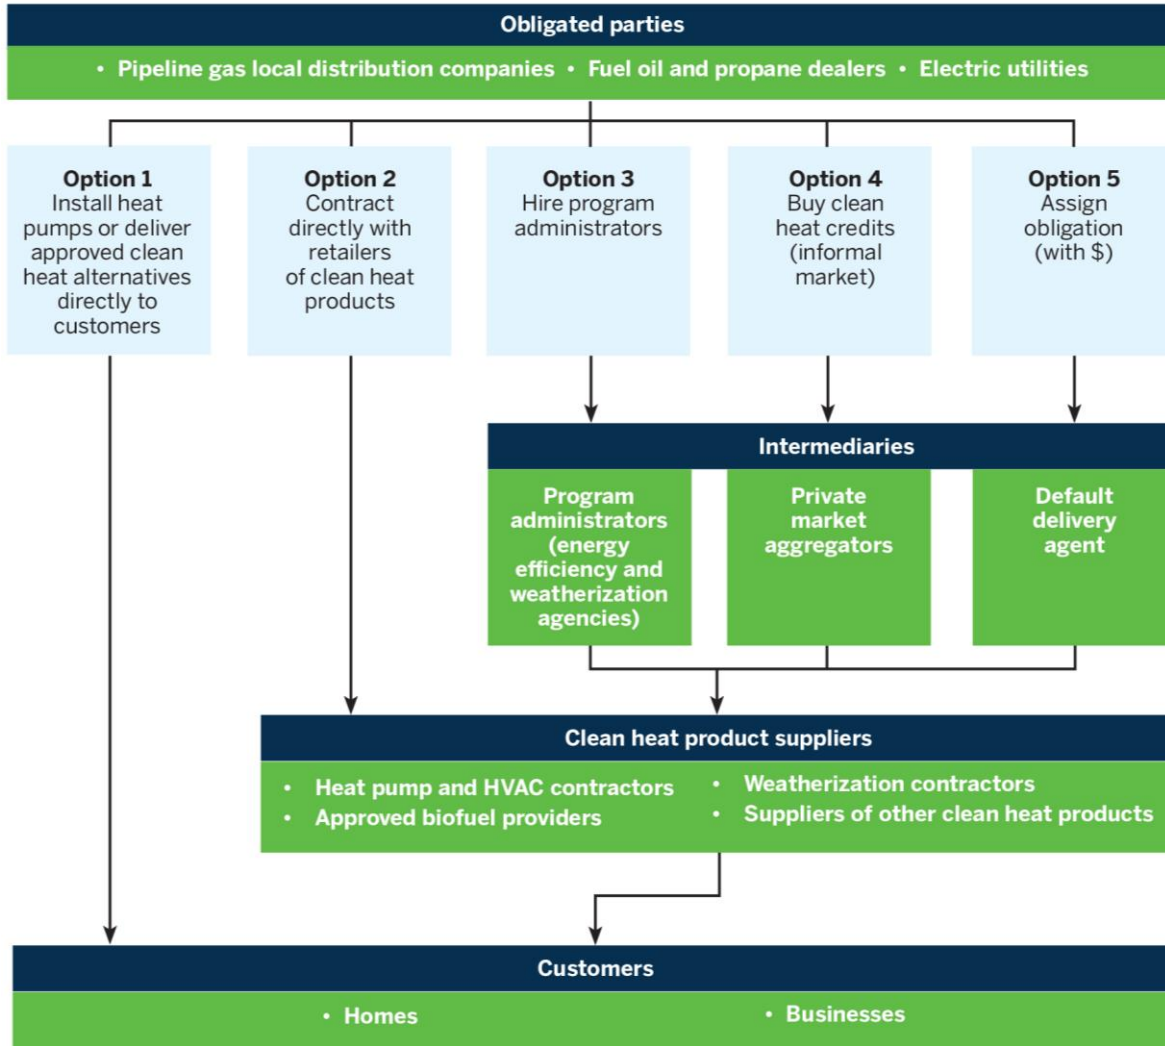 Obligated parties
• Pipeline gas local distribution companies • Fuel oil and propane dealers • Electric utilities
Option 1
Install heat
pumps or deliver
approved clean
heat alternatives
directly to
customers
Option 2
Contract
directly with
retailers
of clean heat
products
Option 3
Hire program
administrators
Option 4
Buy clean
heat credits
(informal
market)
Option 5
Assign
obligation
(with $)
Intermediaries
Program
administrators
(energy
efficiency and
weatherization
agencies)
Private
market
aggregators
Default
delivery
agent
Clean heat product suppliers
• Heat pump and HVAC contractors
• Approved biofuel providers
• Weatherization contractors
• Suppliers of other clean heat products
Customers
• Homes
• Businesses